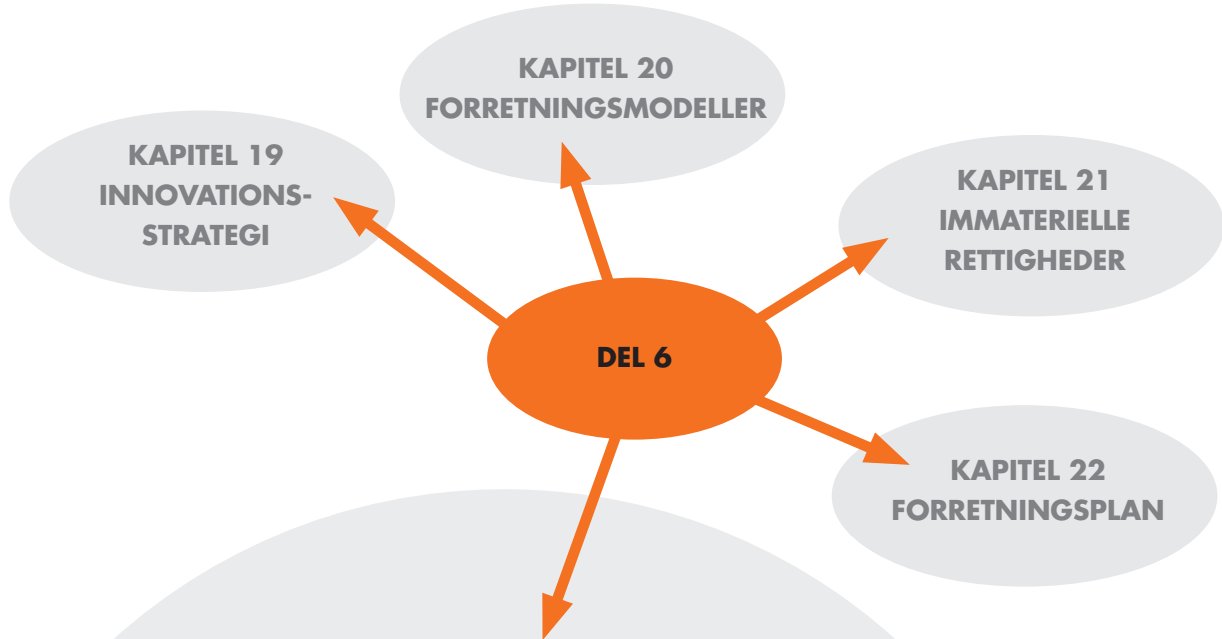 KAPITEL 20
FORRETNINGSMODELLER
KAPITEL 19
INNOVATIONS-
STRATEGI
KAPITEL 21
IMMATERIELLE
RETTIGHEDER
DEL 6
KAPITEL 22
FORRETNINGSPLAN